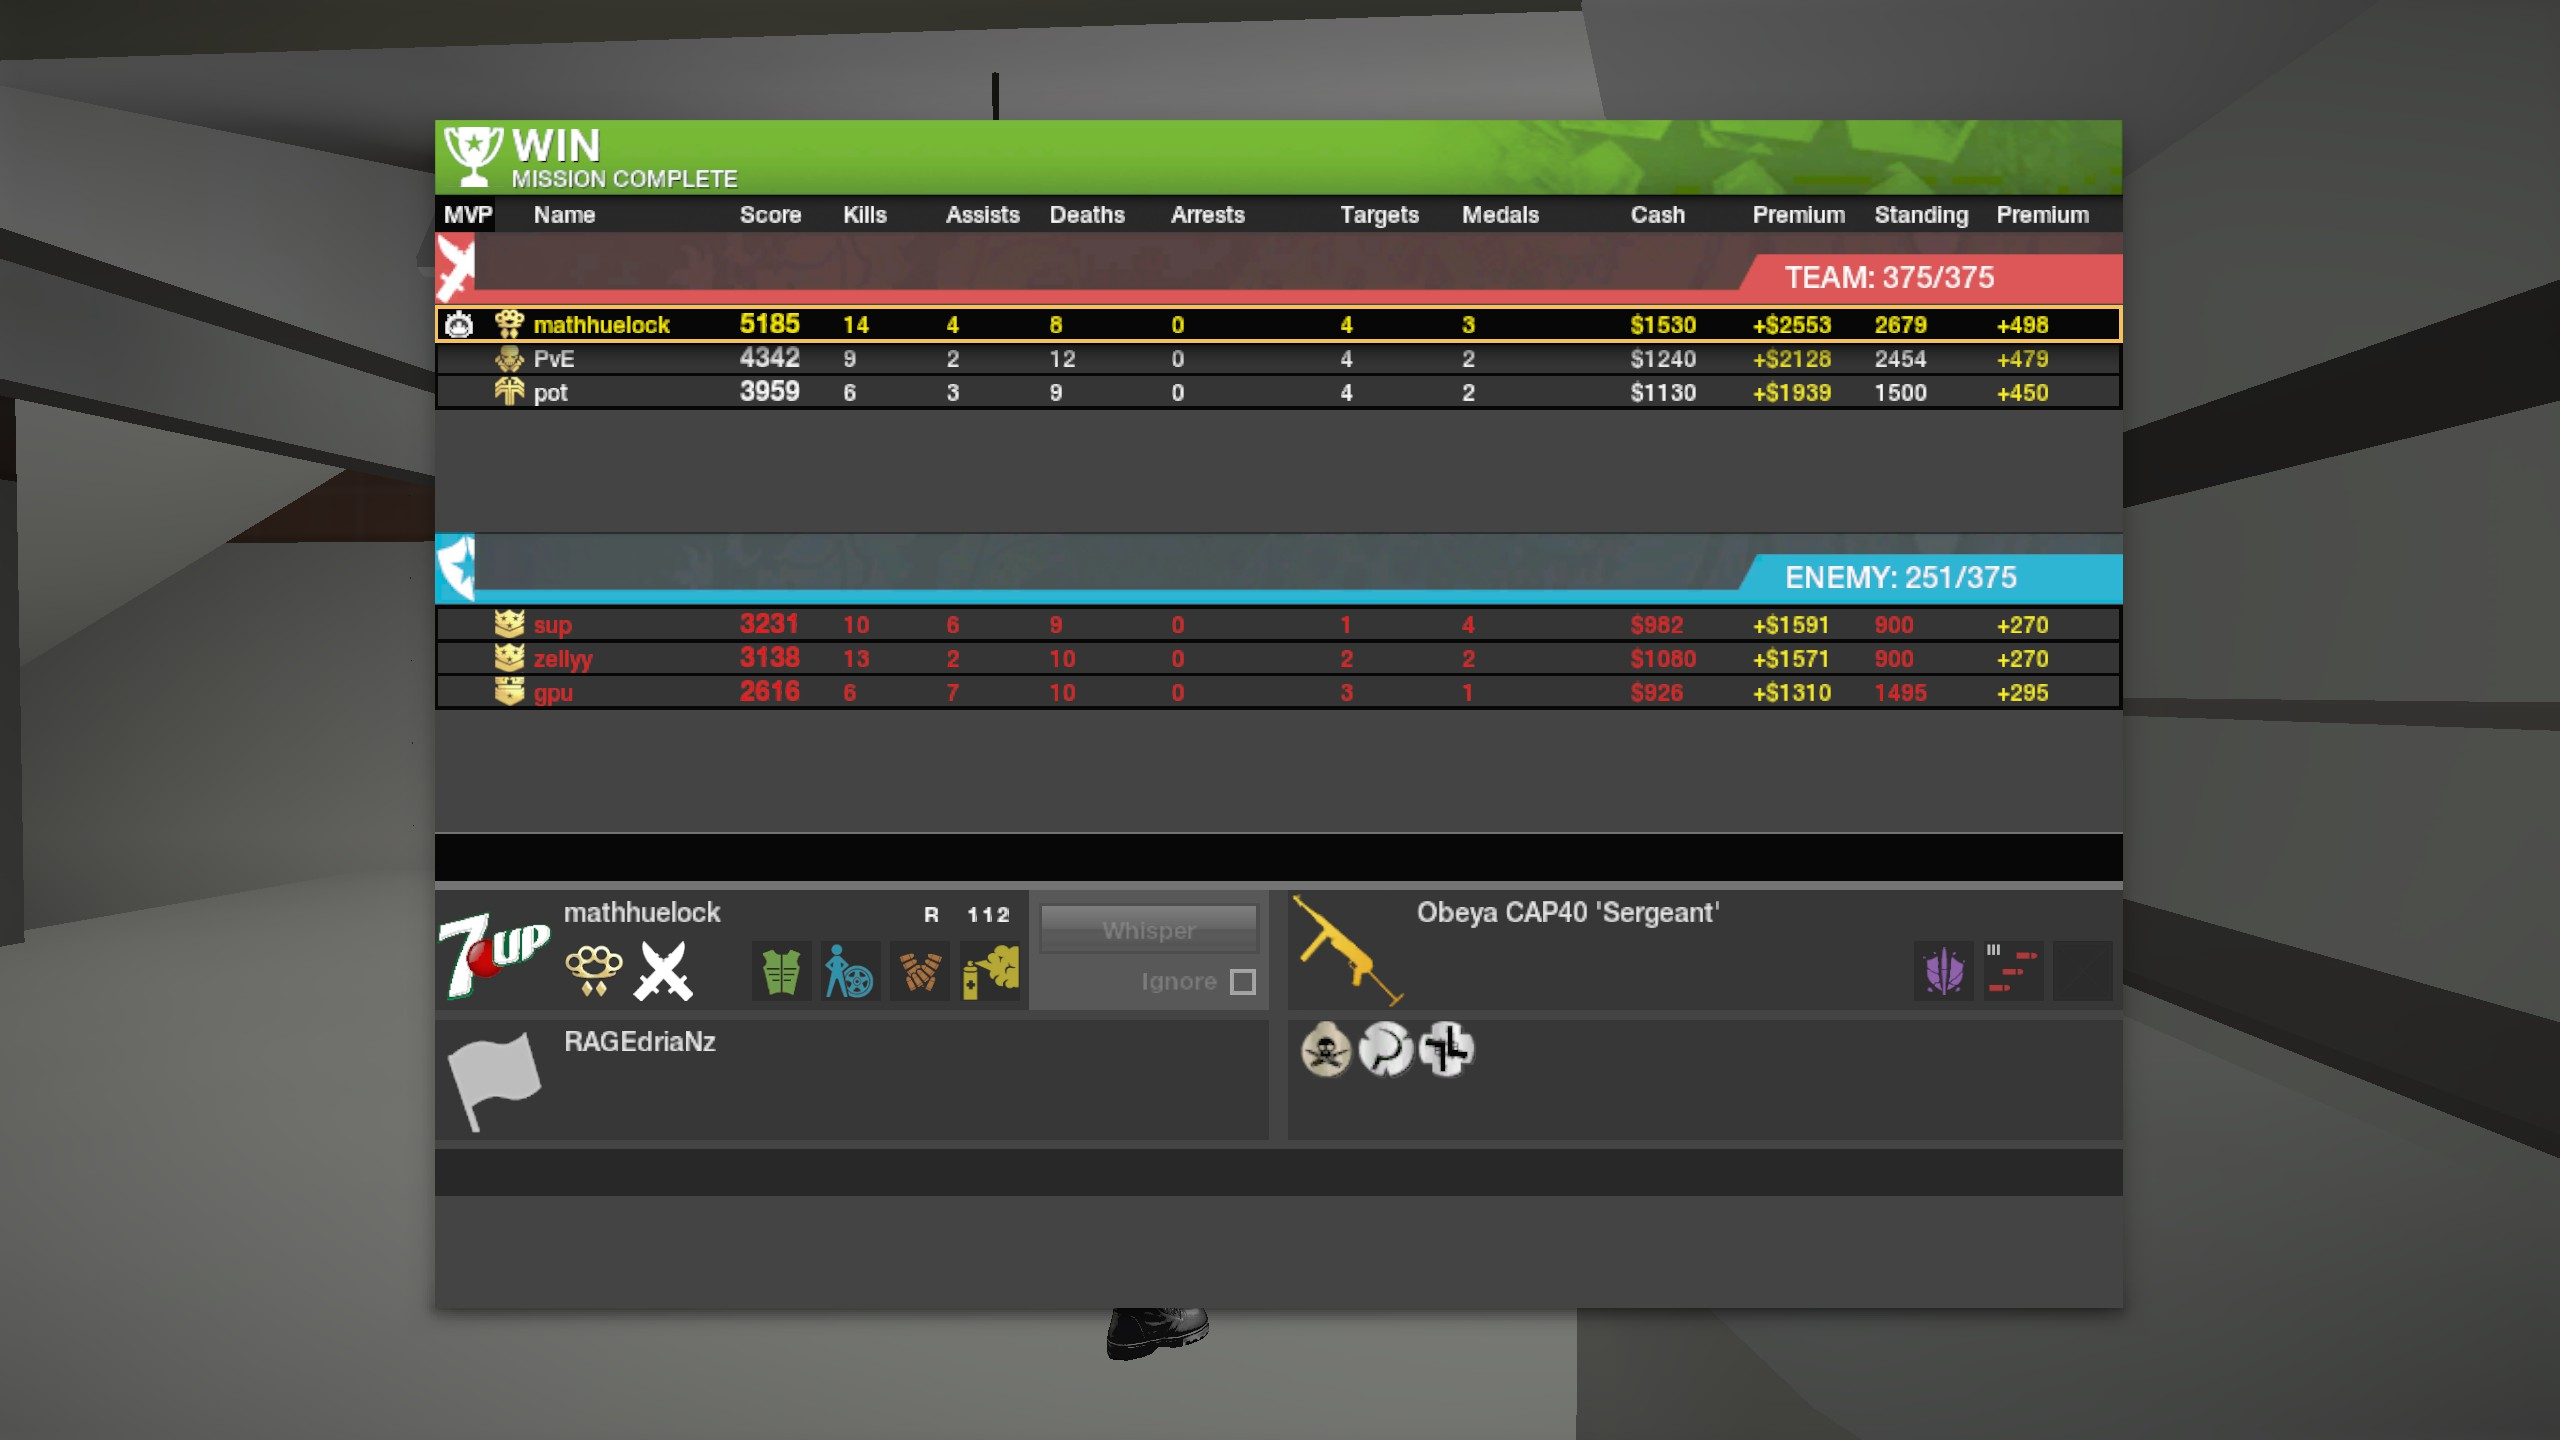 WIN
MISSION COMPLETE
MVP Name Score Kills Assists Deaths Arrests Targets Medals Cash Premium Standing Premium
TEAM: 375/375
mathhuelock 5185 14 4 8 0 4 3 $1530 +$2553 2679 +498
PvE 4342 9 2 12 0 4 2 $1240 +$2128 2454 +479
pot 3959 6 3 9 0 4 2 $1130 +$1939 1500 +450
ENEMY: 251/375
sup 3231 10 6 9 0 1 4 $982 +$1591 900 +270
zellyy 3138 13 2 10 0 2 2 $1080 +$1571 900 +270
gpu 2616 6 7 10 0 3 1 $926 +$1310 1495 +295
7UP
mathhuelock R 112
Whisper
Ignore
Obeya CAP40 'Sergeant'
III
RAGEdriaNz